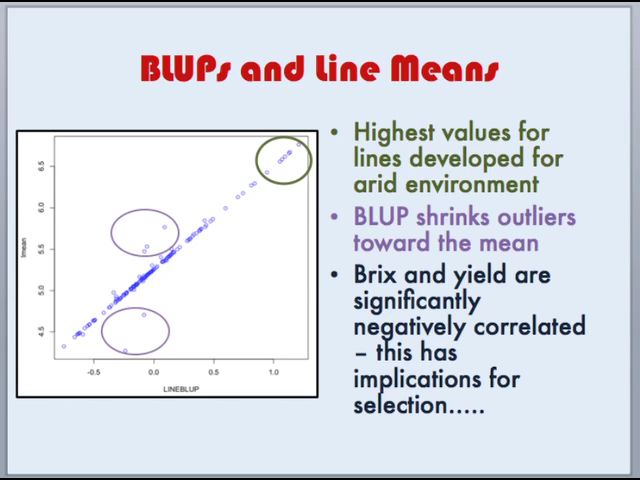 BLUPs and Line Means
• Highest values for
lines developed for
arid environment
• BLUP shrinks outliers
toward the mean
• Brix and yield are
significantly
negatively correlated
– this has
implications for
selection.....
lmean
6.5
6.0
5.5
5.0
4.5
-0.5
0.0
0.5
1.0
LINEBLUP